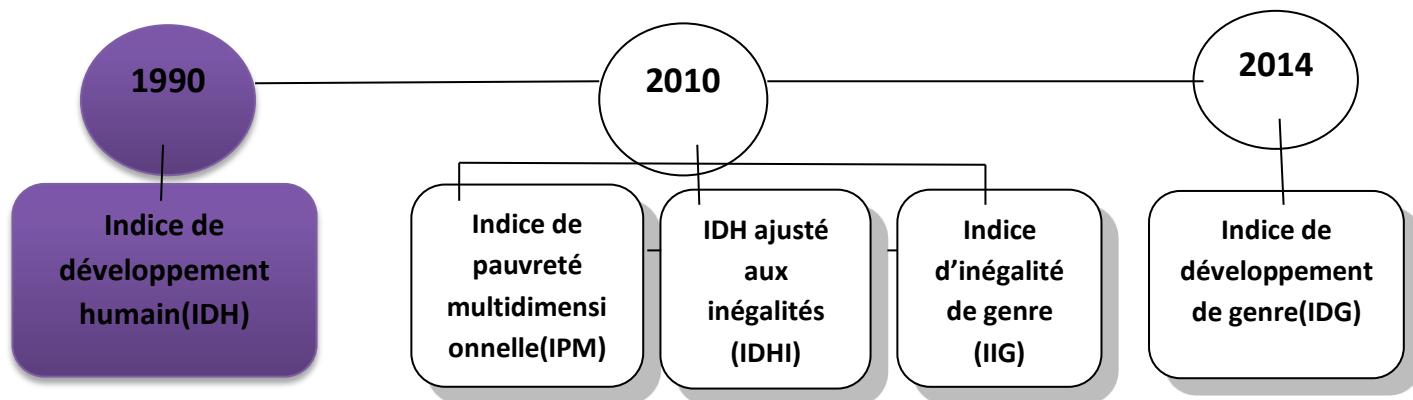 1990
2010
2014
Indice de
développement
humain(IDH)
Indice de
pauvreté
multidimensi
onnelle(IPM)
IDH ajusté
aux
inégalités
(IDHI)
Indice
d’inégalité
de genre
(IIG)
Indice de
développement
de genre(IDG)